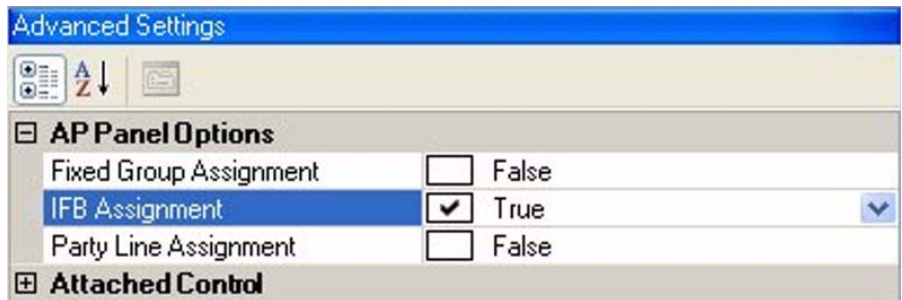 Advanced Settings
AP Panel Options
Fixed Group Assignment False
IFB Assignment True
Party Line Assignment False
Attached Control